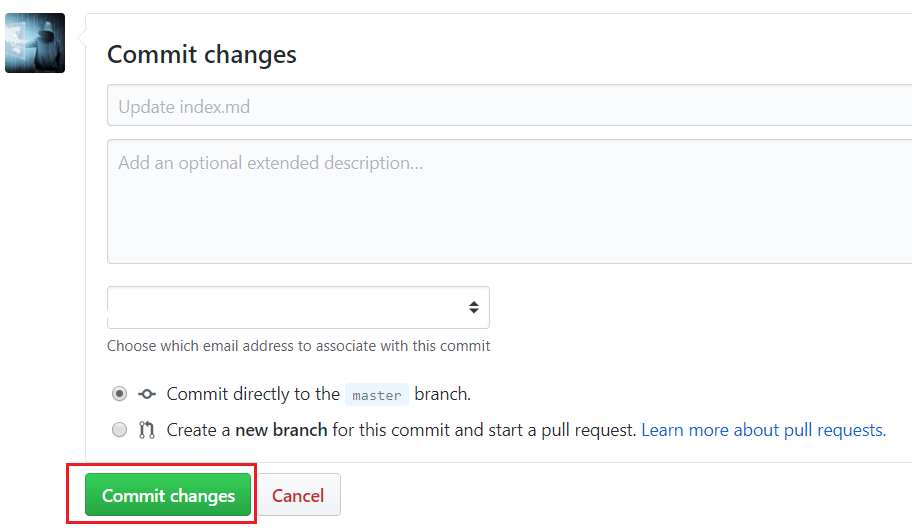 Commit changes
Update index.md
Add an optional extended description...
Choose which email address to associate with this commit
Commit directly to the master branch.
Create a new branch for this commit and start a pull request. Learn more about pull requests.
Commit changes Cancel